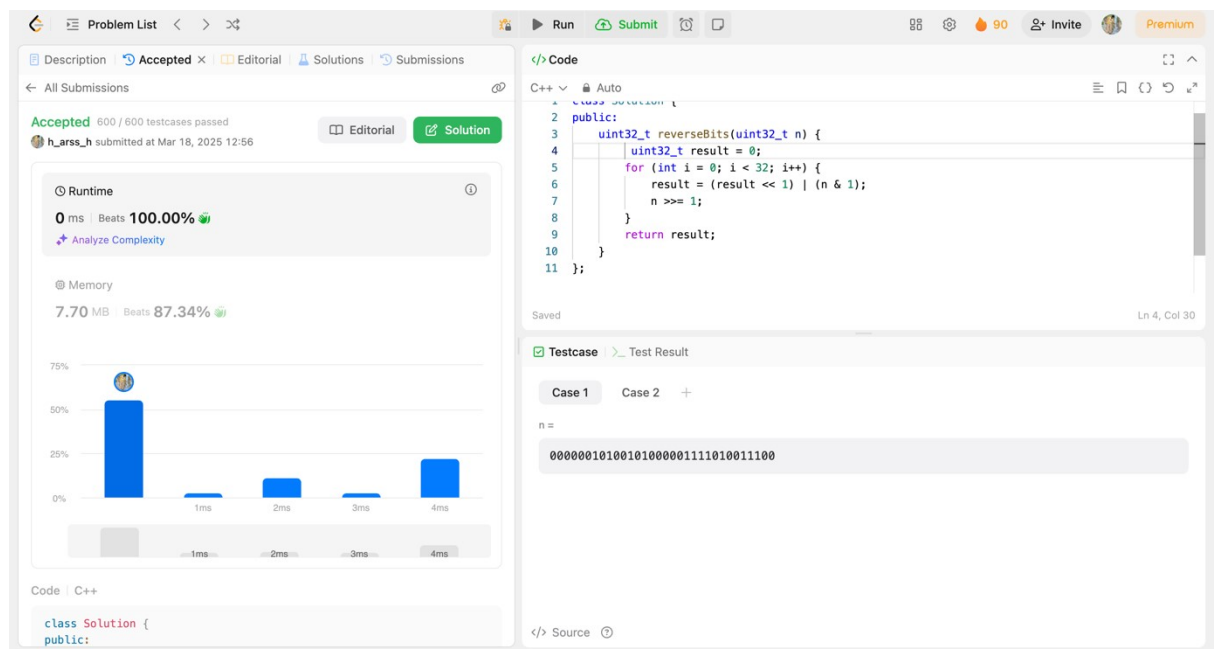 Problem List
Run
Submit
90
Invite
Premium
Description
Accepted
Editorial
Solutions
Submissions
All Submissions
Accepted 600 / 600 testcases passed
h_arss_h submitted at Mar 18, 2025 12:56
Editorial
Solution
Runtime
0 ms Beats 100.00%
Analyze Complexity
Memory
7.70 MB Beats 87.34%
75%
50%
25%
0%
1ms 2ms 3ms 4ms
1ms 2ms 3ms 4ms
Code C++
class Solution {
public:
</> Code
C++ Auto
1 class Solution {
2 public:
3 uint32_t reverseBits(uint32_t n) {
4 uint32_t result = 0;
5 for (int i = 0; i < 32; i++) {
6 result = (result << 1) | (n & 1);
7 n >>= 1;
8 }
9 return result;
10 }
11 };
Saved
Ln 4, Col 30
Testcase
>_ Test Result
Case 1 Case 2 +
n =
00000010100101000001111010011100
</> Source